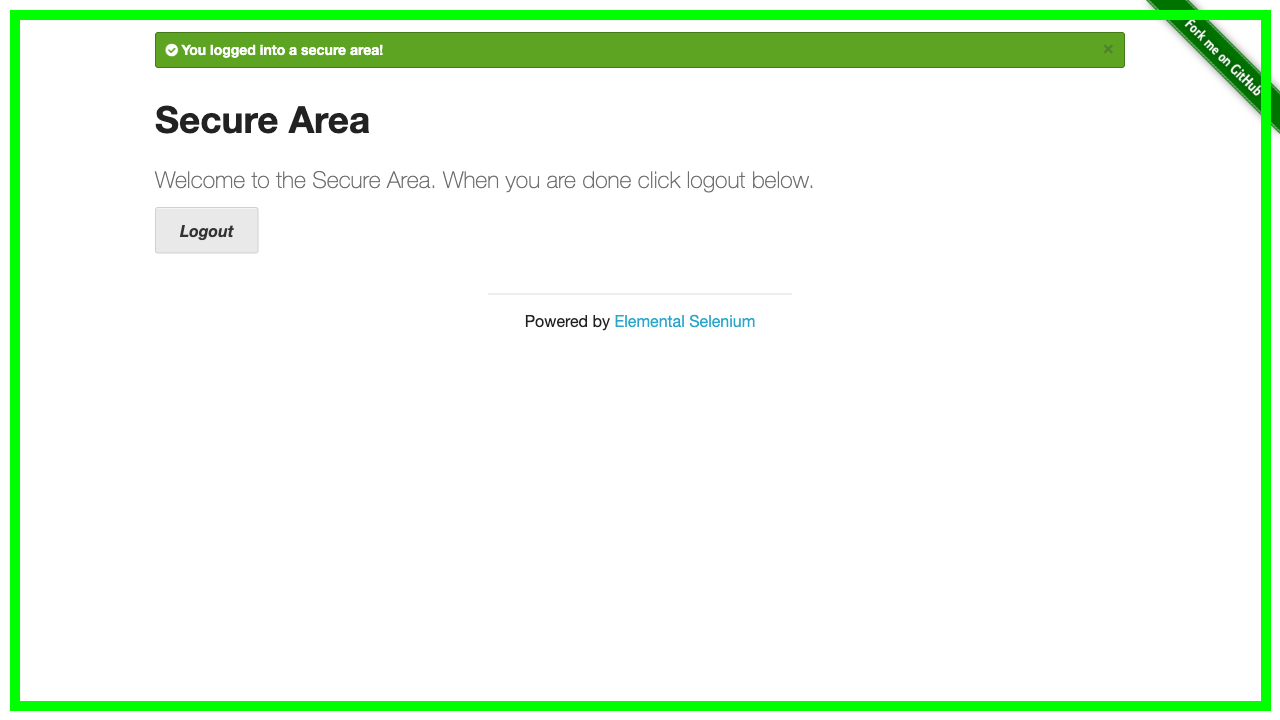 You logged into a secure area!
×
Fork me on GitHub
Secure Area
Welcome to the Secure Area. When you are done click logout below.
Logout
Powered by Elemental Selenium